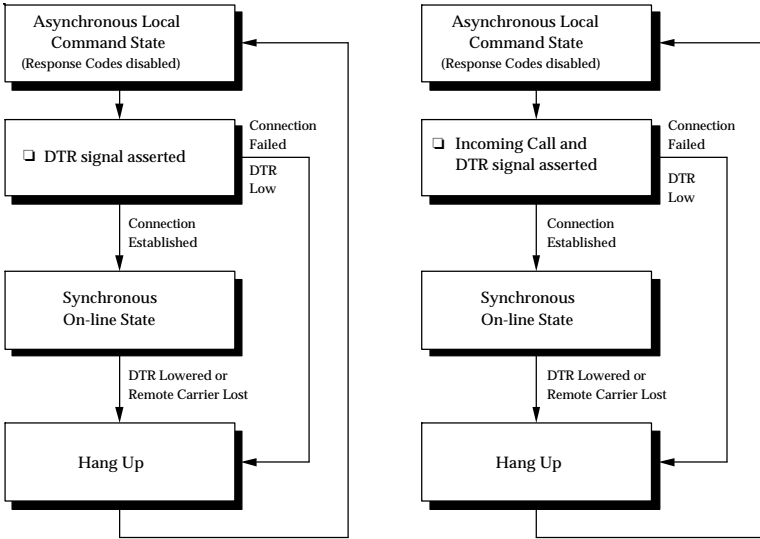 Asynchronous Local
Command State
(Response Codes disabled)
❏ DTR signal asserted
Connection
Failed
DTR
Low
Connection
Established
Synchronous
On-line State
DTR Lowered or
Remote Carrier Lost
Hang Up
Asynchronous Local
Command State
(Response Codes disabled)
❏ Incoming Call and
DTR signal asserted
Connection
Failed
DTR
Low
Connection
Established
Synchronous
On-line State
DTR Lowered or
Remote Carrier Lost
Hang Up